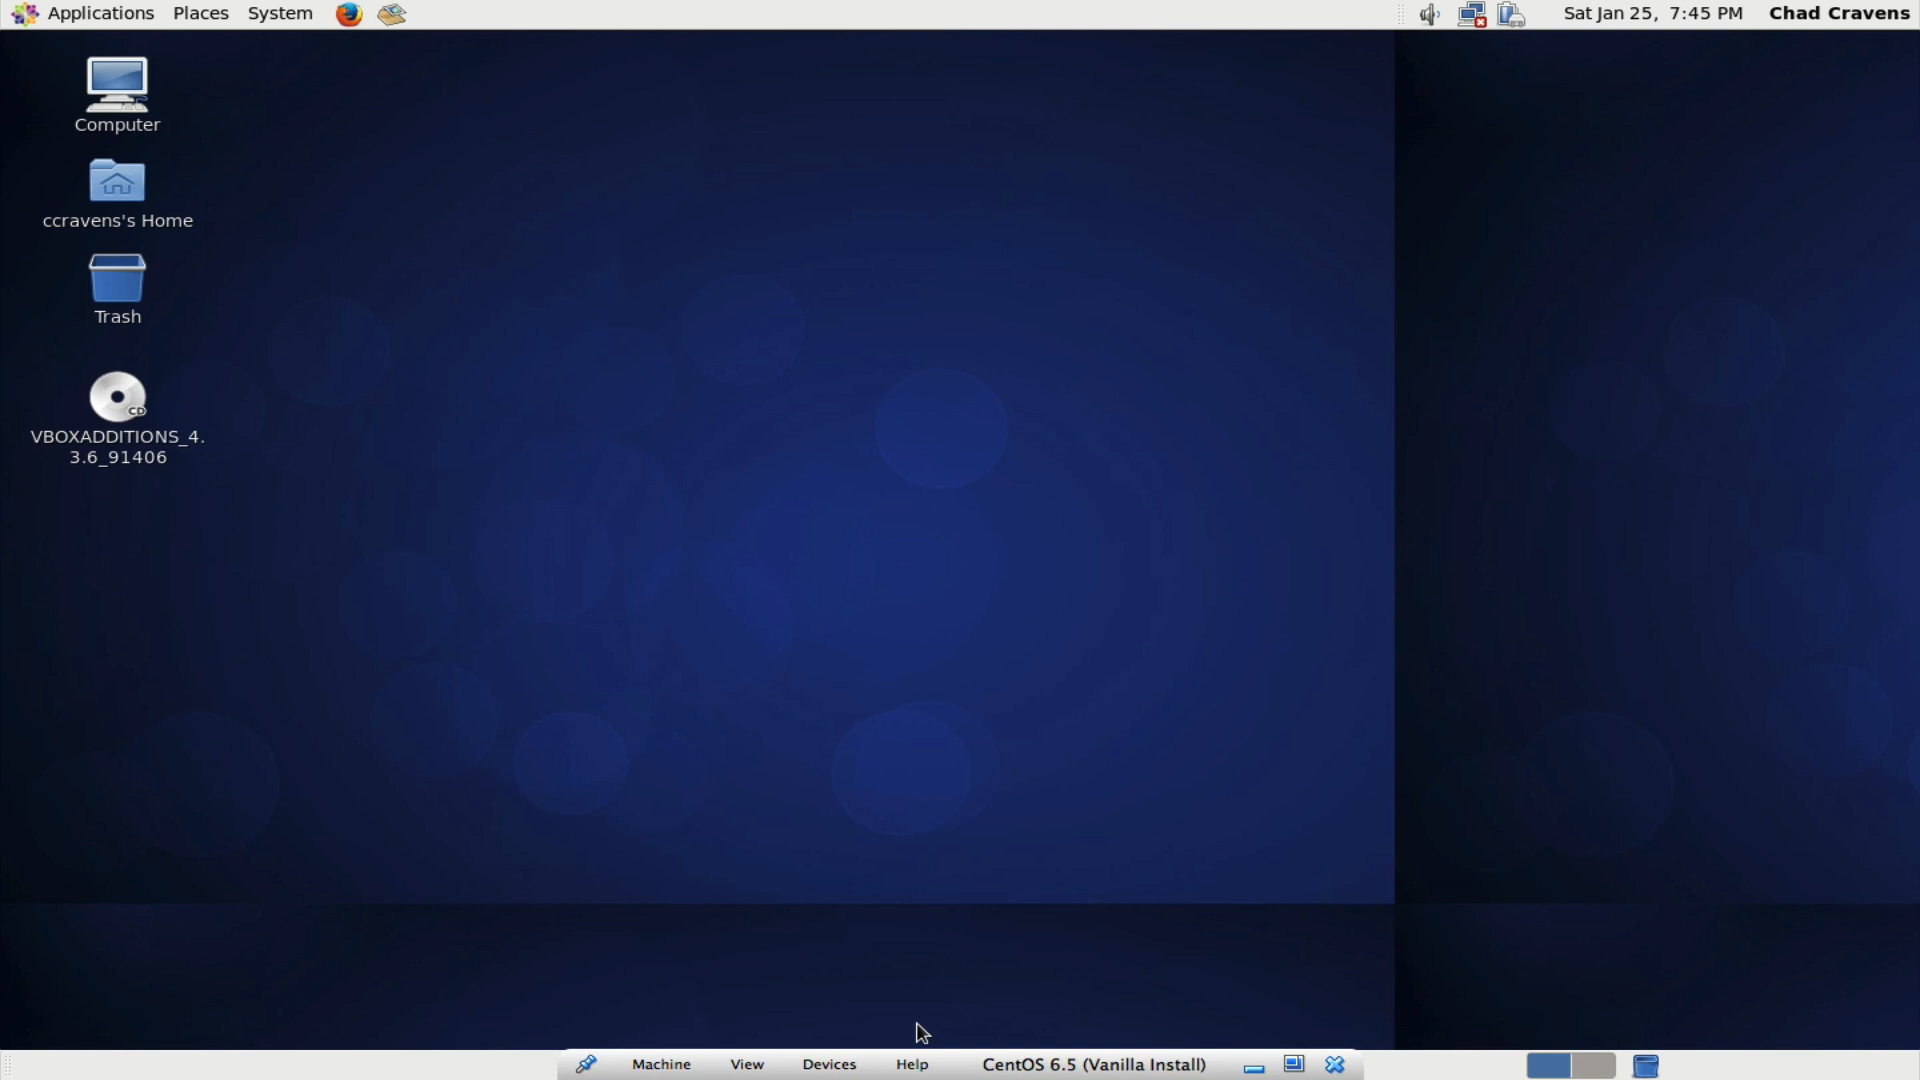 Applications Places System
Sat Jan 25, 7:45 PM Chad Cravens
Computer
ccravens's Home
Trash
CD
VBOXADDITIONS_4.
3.6_91406
Machine View Devices Help CentOS 6.5 (Vanilla Install)